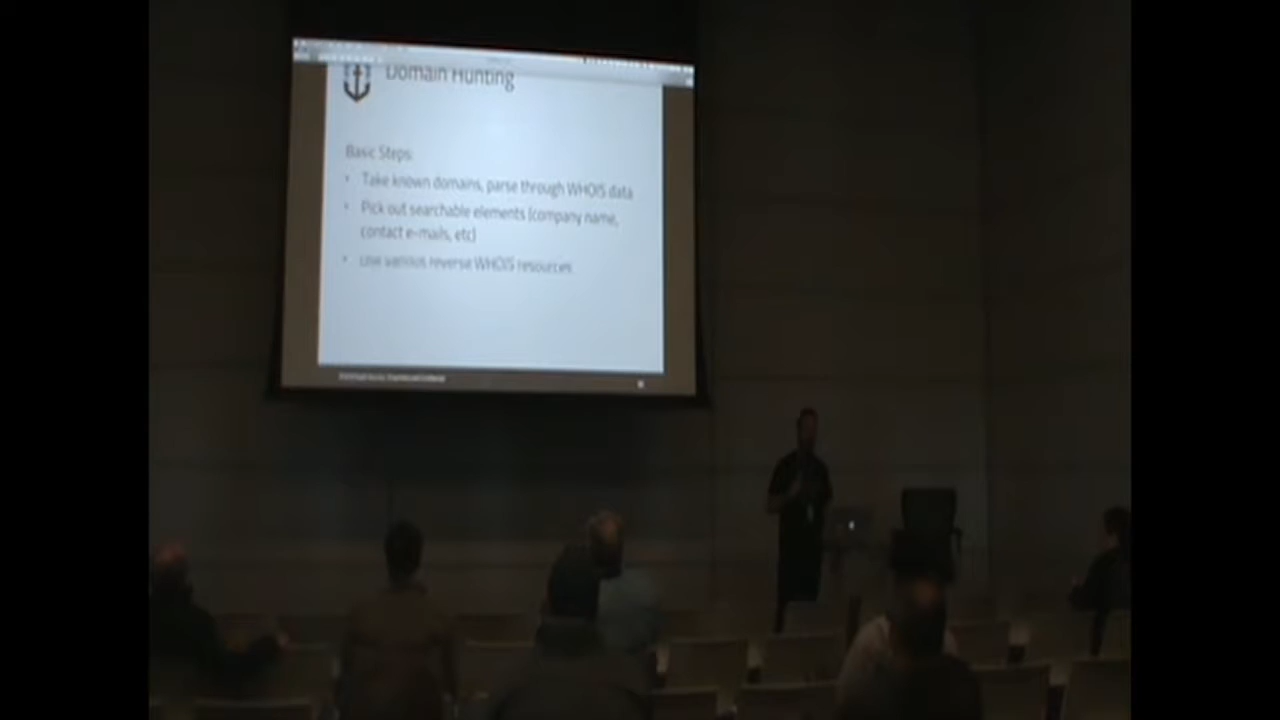 Domain Hunting
Basic Steps:
• Take known domains, parse through WHOIS data
• Pick out searchable elements (company name,
contact e-mails, etc)
• Use various reverse WHOIS resources